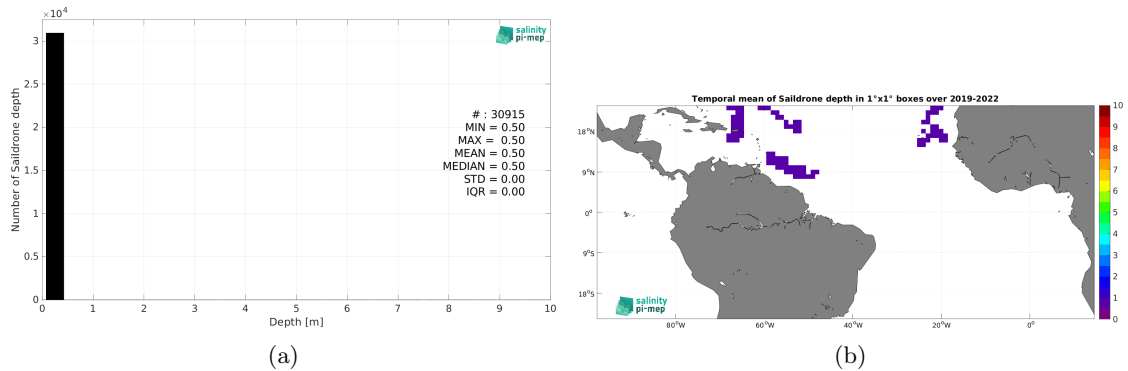 ×10⁴
3
2.5
2
1.5
1
0.5
0
Number of Saildrone depth
salinity
pi-mep
# : 30915
MIN = 0.50
MAX = 0.50
MEAN = 0.50
MEDIAN = 0.50
STD = 0.00
IQR = 0.00
0 1 2 3 4 5 6 7 8 9 10
Depth [m]
(a)
Temporal mean of Saildrone depth in 1°x1° boxes over 2019-2022
18°N
9°N
0°
9°S
18°S
salinity
pi-mep
80°W 60°W 40°W 20°W 0°
10
9
8
7
6
5
4
3
2
1
0
(b)